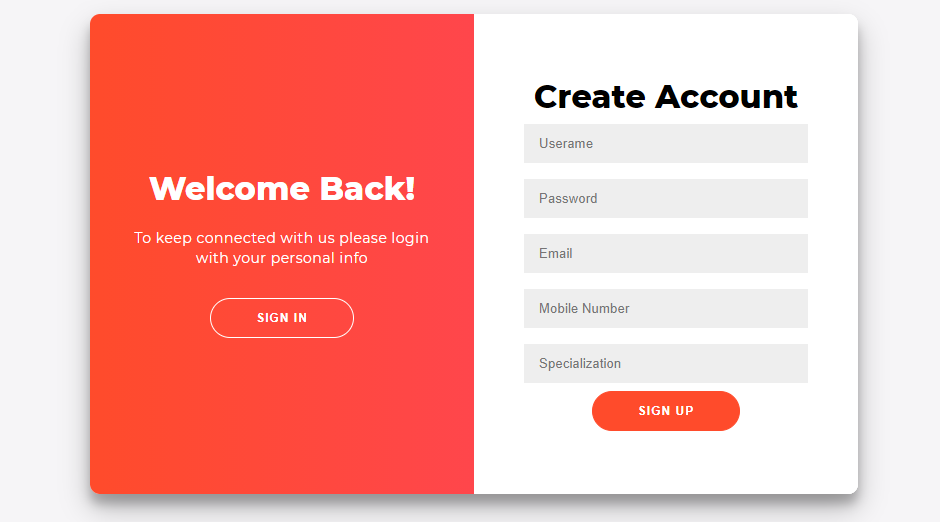 Welcome Back!
To keep connected with us please login
with your personal info
SIGN IN
Create Account
Userame
Password
Email
Mobile Number
Specialization
SIGN UP